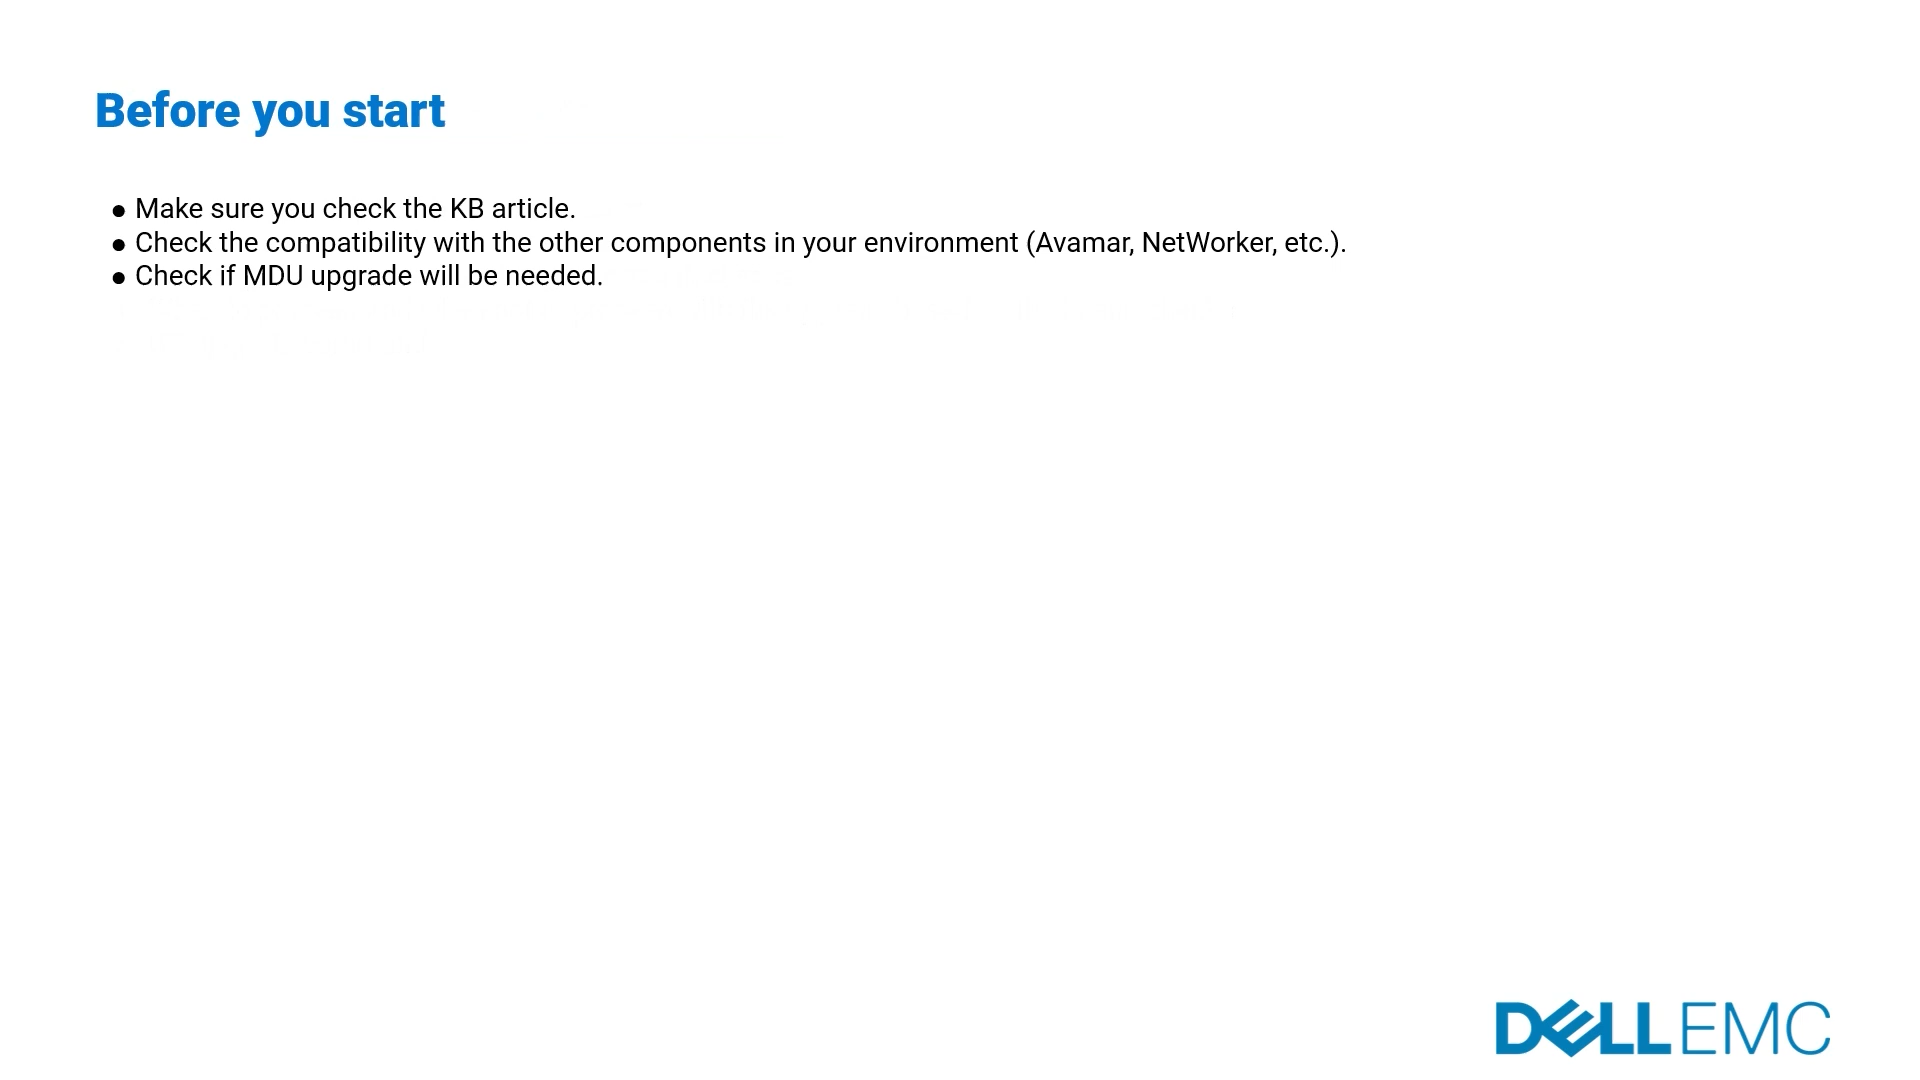 Before you start
● Make sure you check the KB article.
● Check the compatibility with the other components in your environment (Avamar, NetWorker, etc.).
● Check if MDU upgrade will be needed.
DELLEMC